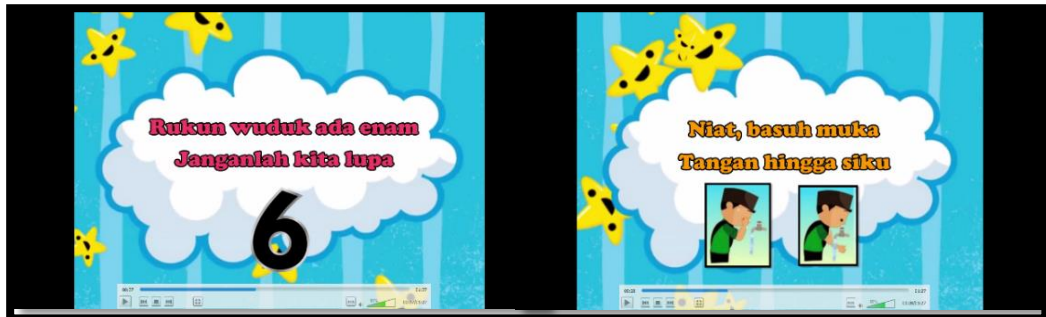 Rukun wuduk ada enam
Janganlah kita lupa
6
Niat, basuh muka
Tangan hingga siku